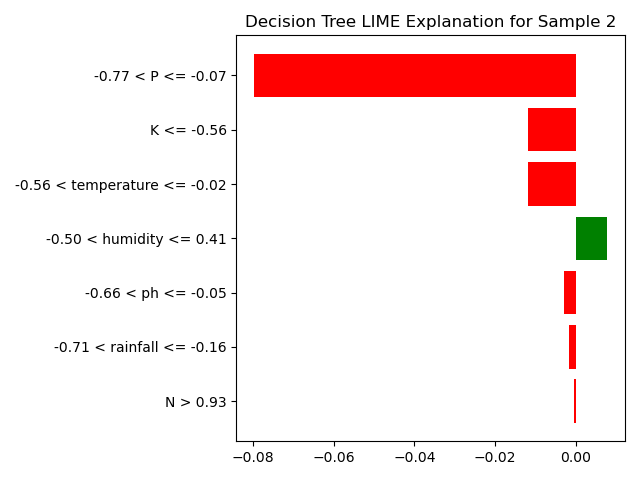 Decision Tree LIME Explanation for Sample 2
-0.77 < P <= -0.07
K <= -0.56
-0.56 < temperature <= -0.02
-0.50 < humidity <= 0.41
-0.66 < ph <= -0.05
-0.71 < rainfall <= -0.16
N > 0.93
−0.08 −0.06 −0.04 −0.02 0.00